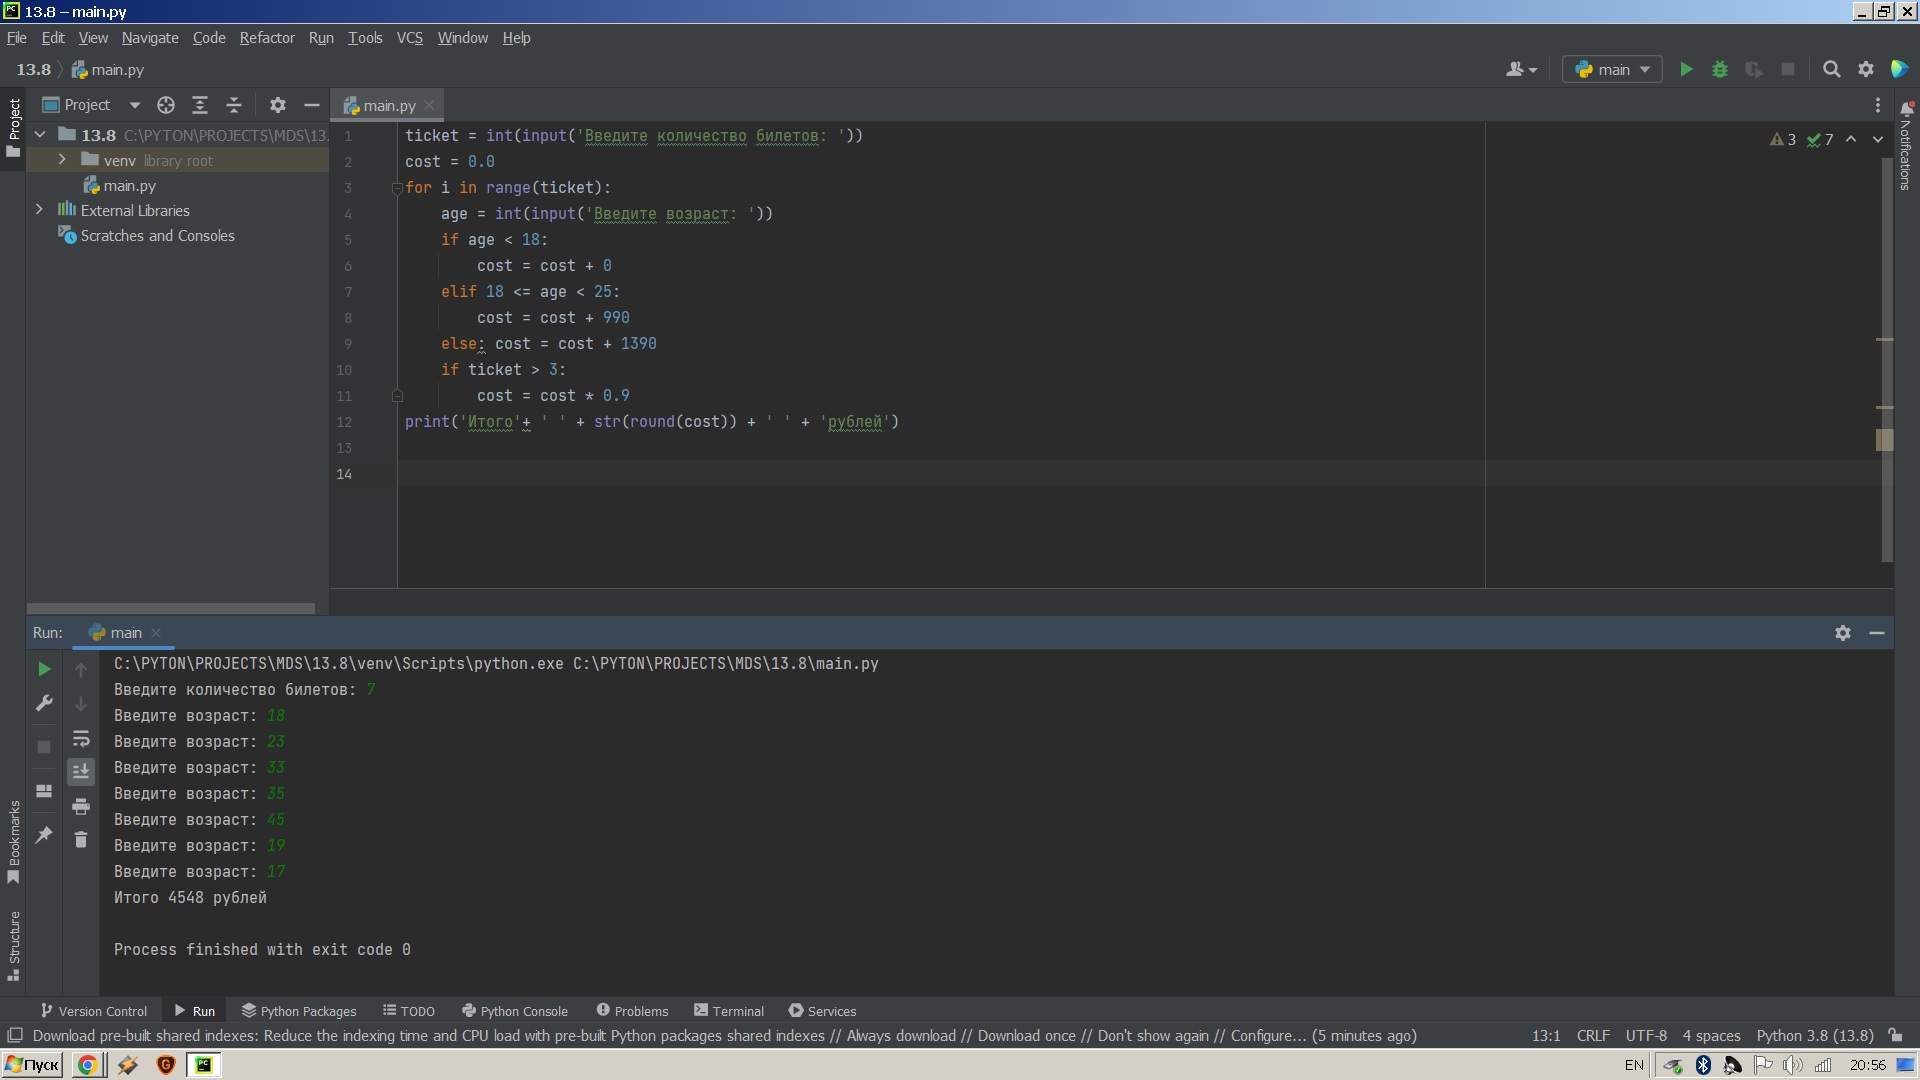 13.8 – main.py
File Edit View Navigate Code Refactor Run Tools VCS Window Help
13.8 main.py
main
Project
main.py
Project
13.8 C:\PYTON\PROJECTS\MDS\13.
venv library root
main.py
External Libraries
Scratches and Consoles
1 ticket = int(input('Введите количество билетов: '))
2 cost = 0.0
3 for i in range(ticket):
4 age = int(input('Введите возраст: '))
5 if age < 18:
6 cost = cost + 0
7 elif 18 <= age < 25:
8 cost = cost + 990
9 else: cost = cost + 1390
10 if ticket > 3:
11 cost = cost * 0.9
12 print('Итого'+ ' ' + str(round(cost)) + ' ' + 'рублей')
13
14
3 7
Notifications
Run: main
C:\PYTON\PROJECTS\MDS\13.8\venv\Scripts\python.exe C:\PYTON\PROJECTS\MDS\13.8\main.py
Введите количество билетов: 7
Введите возраст: 18
Введите возраст: 23
Введите возраст: 33
Введите возраст: 35
Введите возраст: 45
Введите возраст: 19
Введите возраст: 17
Итого 4548 рублей
Process finished with exit code 0
Bookmarks
Structure
Version Control Run Python Packages TODO Python Console Problems Terminal Services
Download pre-built shared indexes: Reduce the indexing time and CPU load with pre-built Python packages shared indexes // Always download // Download once // Don't show again // Configure... (5 minutes ago) 13:1 CRLF UTF-8 4 spaces Python 3.8 (13.8)
Пуск EN 20:56